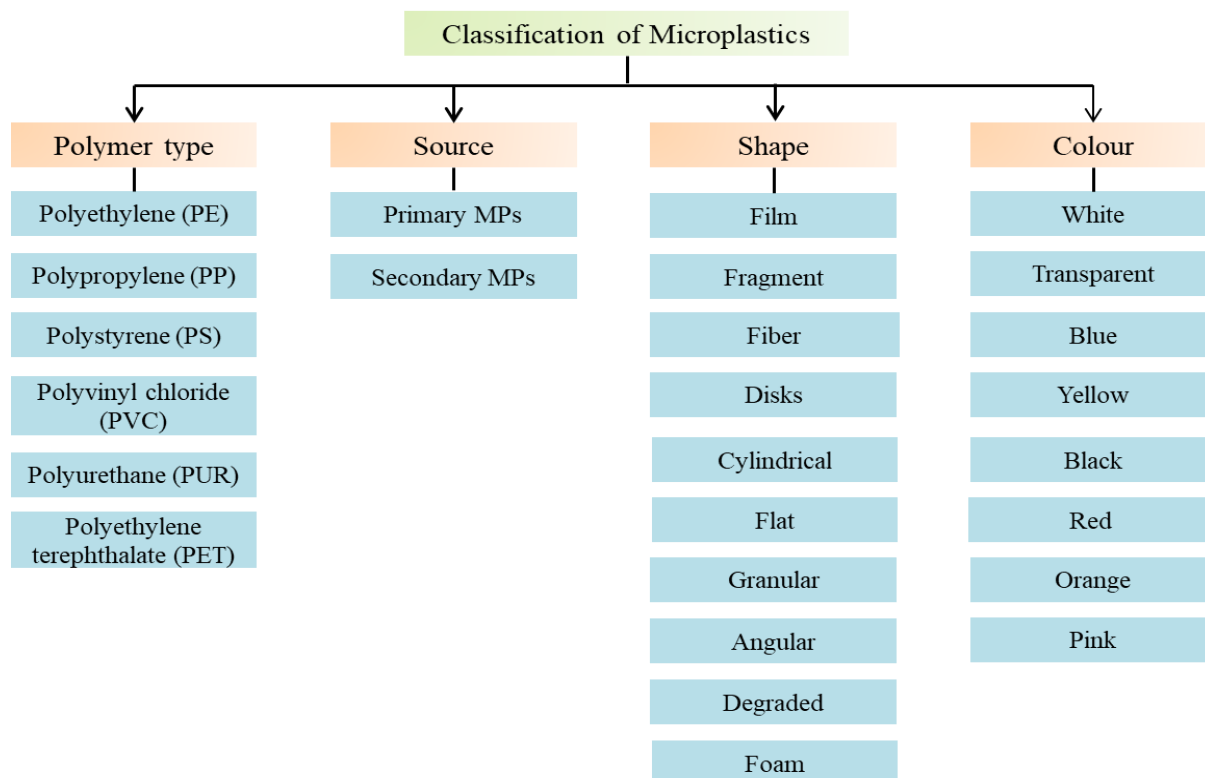 Classification of Microplastics
Polymer type
Polyethylene (PE)
Polypropylene (PP)
Polystyrene (PS)
Polyvinyl chloride
(PVC)
Polyurethane (PUR)
Polyethylene
terephthalate (PET)
Source
Primary MPs
Secondary MPs
Shape
Film
Fragment
Fiber
Disks
Cylindrical
Flat
Granular
Angular
Degraded
Foam
Colour
White
Transparent
Blue
Yellow
Black
Red
Orange
Pink